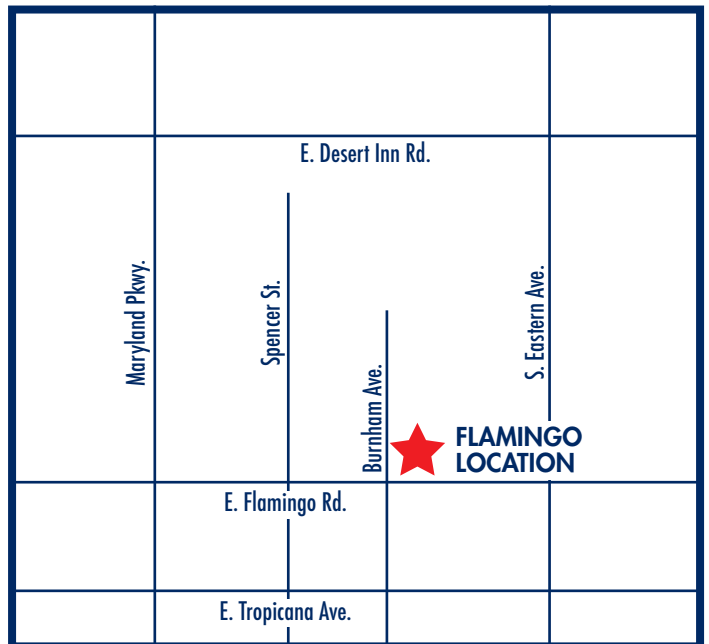 E. Desert Inn Rd.
Maryland Pkwy.
Spencer St.
Burnham Ave.
S. Eastern Ave.
FLAMINGO
LOCATION
E. Flamingo Rd.
E. Tropicana Ave.